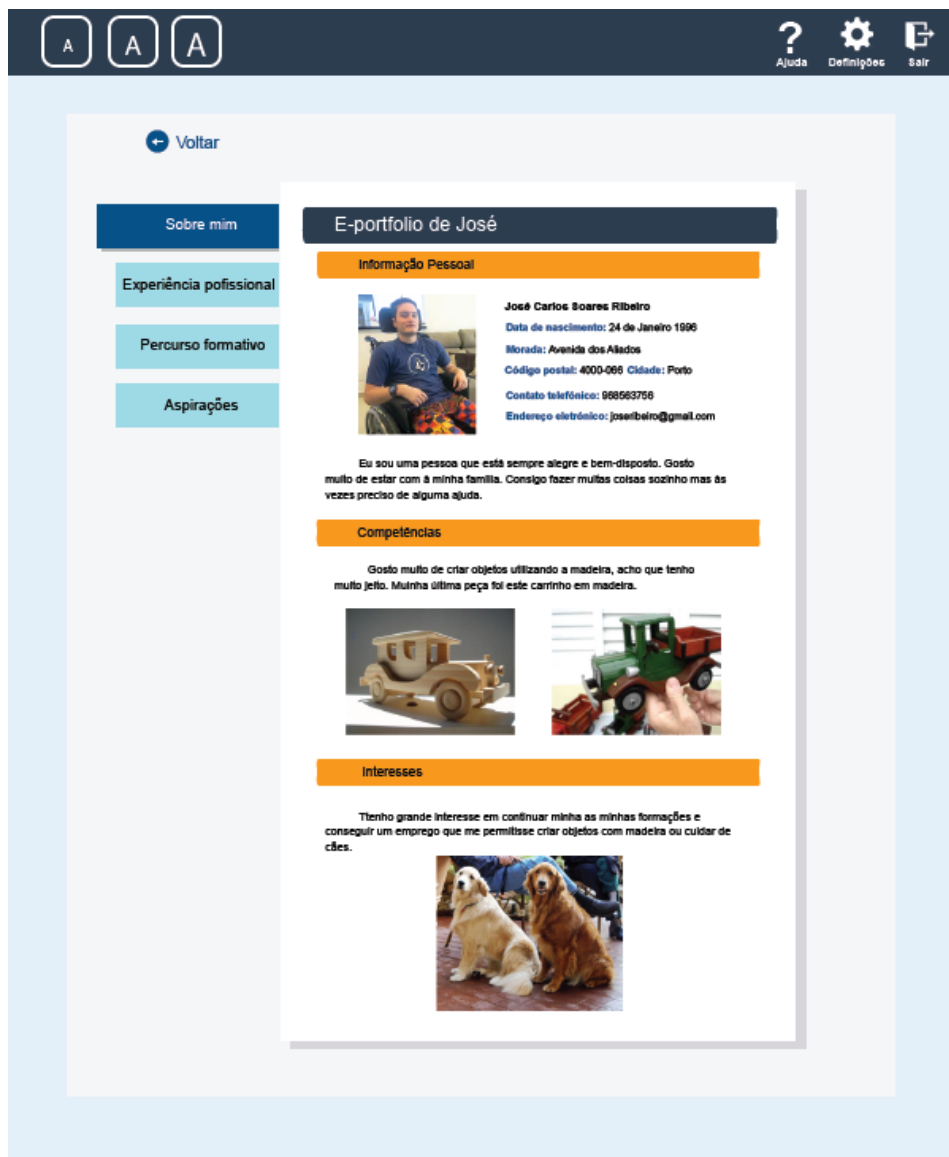 A A A
Ajuda Definições Sair
Voltar
Sobre mim
Experiência pofissional
Percurso formativo
Aspirações
E-portfolio de José
Informação Pessoal
José Carlos Soares Ribeiro
Data de nascimento: 24 de Janeiro 1996
Morada: Avenida dos Aliados
Código postal: 4000-066 Cidade: Porto
Contato telefónico: 968563756
Endereço eletrónico: joseribeiro@gmail.com
Eu sou uma pessoa que está sempre alegre e bem-disposto. Gosto
muito de estar com à minha família. Consigo fazer muitas coisas sozinho mas às
vezes preciso de alguma ajuda.
Competências
Gosto muito de criar objetos utilizando a madeira, acho que tenho
muito jeito. Muinha última peça foi este carrinho em madeira.
Interesses
Ttenho grande interesse em continuar minha as minhas formações e
conseguir um emprego que me permitisse criar objetos com madeira ou cuidar de
cães.